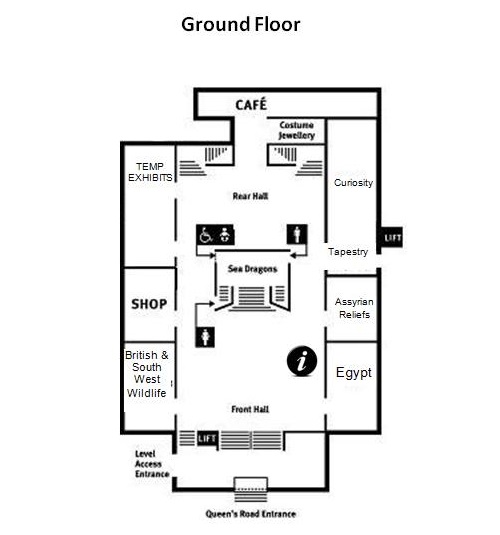 Ground Floor
CAFÉ
Costume
Jewellery
TEMP
EXHIBITS
Curiosity
Rear Hall
LIFT
Tapestry
Sea Dragons
SHOP
Assyrian
Reliefs
i
British &
South
West
Wildlife
Egypt
Front Hall
LIFT
Level
Access
Entrance
Queen's Road Entrance